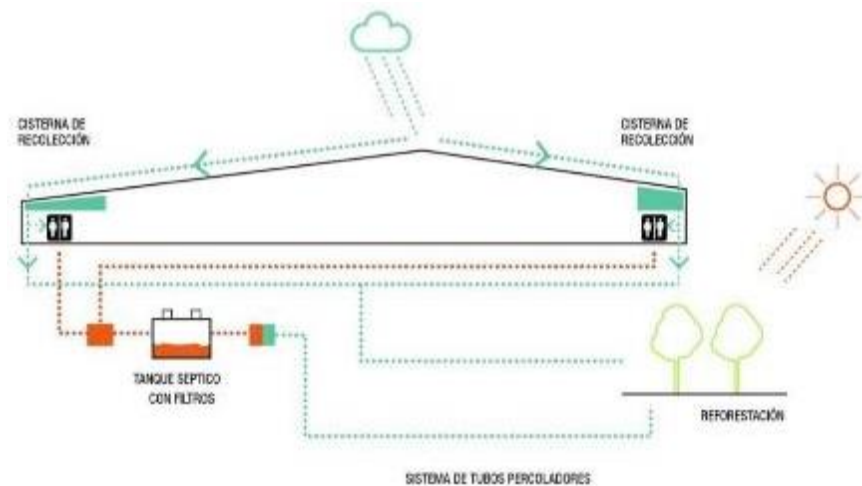 CISTERNA DE
RECOLECCIÓN
CISTERNA DE
RECOLECCIÓN
TANQUE SEPTICO
CON FILTROS
REFORESTACIÓN
SISTEMA DE TUBOS PERCOLADORES